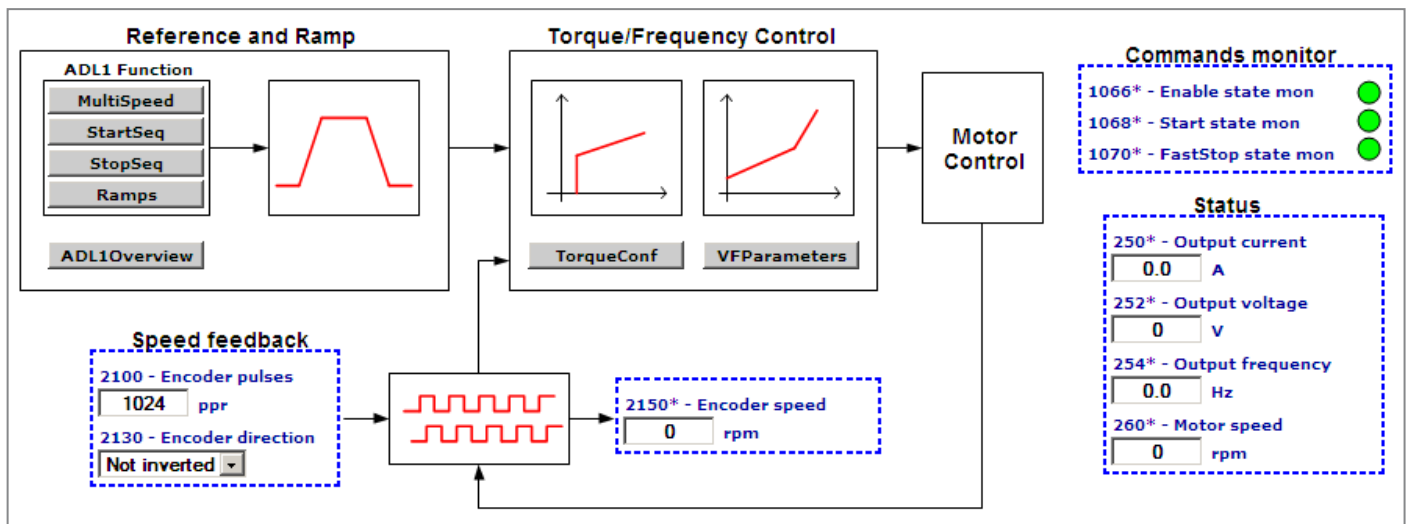 Reference and Ramp
ADL1 Function
MultiSpeed
StartSeq
StopSeq
Ramps
ADL1Overview
Torque/Frequency Control
TorqueConf
VFParameters
Motor
Control
Commands monitor
1066* - Enable state mon
1068* - Start state mon
1070* - FastStop state mon
Status
250* - Output current
0.0 A
252* - Output voltage
0 V
254* - Output frequency
0.0 Hz
260* - Motor speed
0 rpm
Speed feedback
2100 - Encoder pulses
1024 ppr
2130 - Encoder direction
Not inverted
2150* - Encoder speed
0 rpm